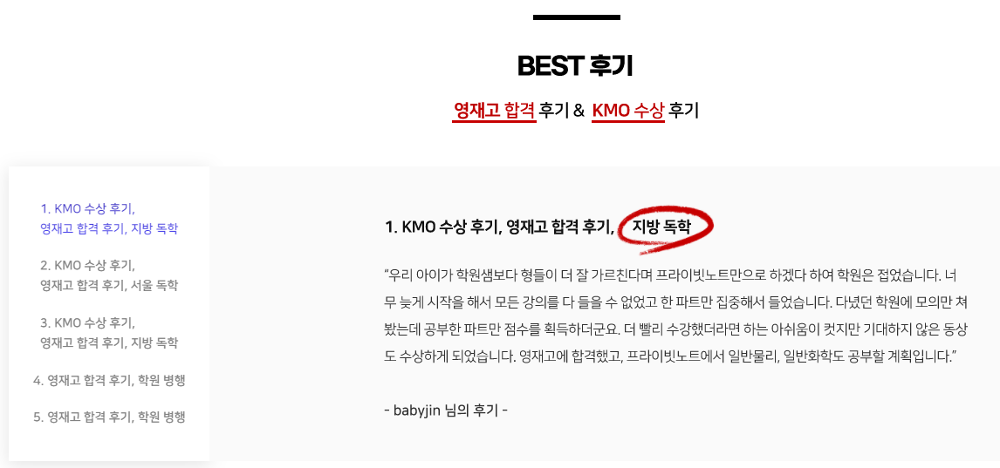 BEST 후기
영재고 합격 후기 & KMO 수상 후기
1. KMO 수상 후기,
영재고 합격 후기, 지방 독학
2. KMO 수상 후기,
영재고 합격 후기, 서울 독학
3. KMO 수상 후기,
영재고 합격 후기, 지방 독학
4. 영재고 합격 후기, 학원 병행
5. 영재고 합격 후기, 학원 병행
1. KMO 수상 후기, 영재고 합격 후기, 지방 독학
“우리 아이가 학원샘보다 형들이 더 잘 가르친다며 프라이빗노트만으로 하겠다 하여 학원은 접었습니다. 너
무 늦게 시작을 해서 모든 강의를 다 들을 수 없었고 한 파트만 집중해서 들었습니다. 다녔던 학원에 모의만 쳐
봤는데 공부한 파트만 점수를 획득하더군요. 더 빨리 수강했더라면 하는 아쉬움이 컷지만 기대하지 않은 동상
도 수상하게 되었습니다. 영재고에 합격했고, 프라이빗노트에서 일반물리, 일반화학도 공부할 계획입니다.”
- babyjin 님의 후기 -